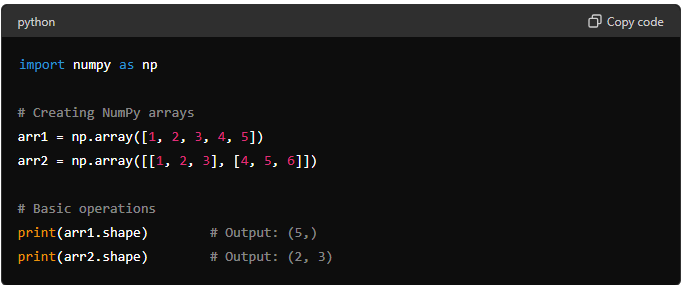 python Copy code
import numpy as np
# Creating NumPy arrays
arr1 = np.array([1, 2, 3, 4, 5])
arr2 = np.array([[1, 2, 3], [4, 5, 6]])
# Basic operations
print(arr1.shape)        # Output: (5,)
print(arr2.shape)        # Output: (2, 3)